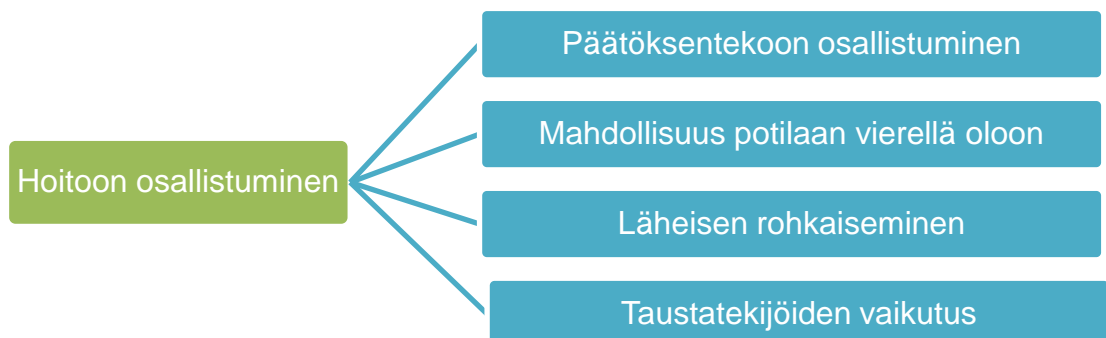 Hoitoon osallistuminen
Päätöksentekoon osallistuminen
Mahdollisuus potilaan vierellä oloon
Läheisen rohkaiseminen
Taustatekijöiden vaikutus